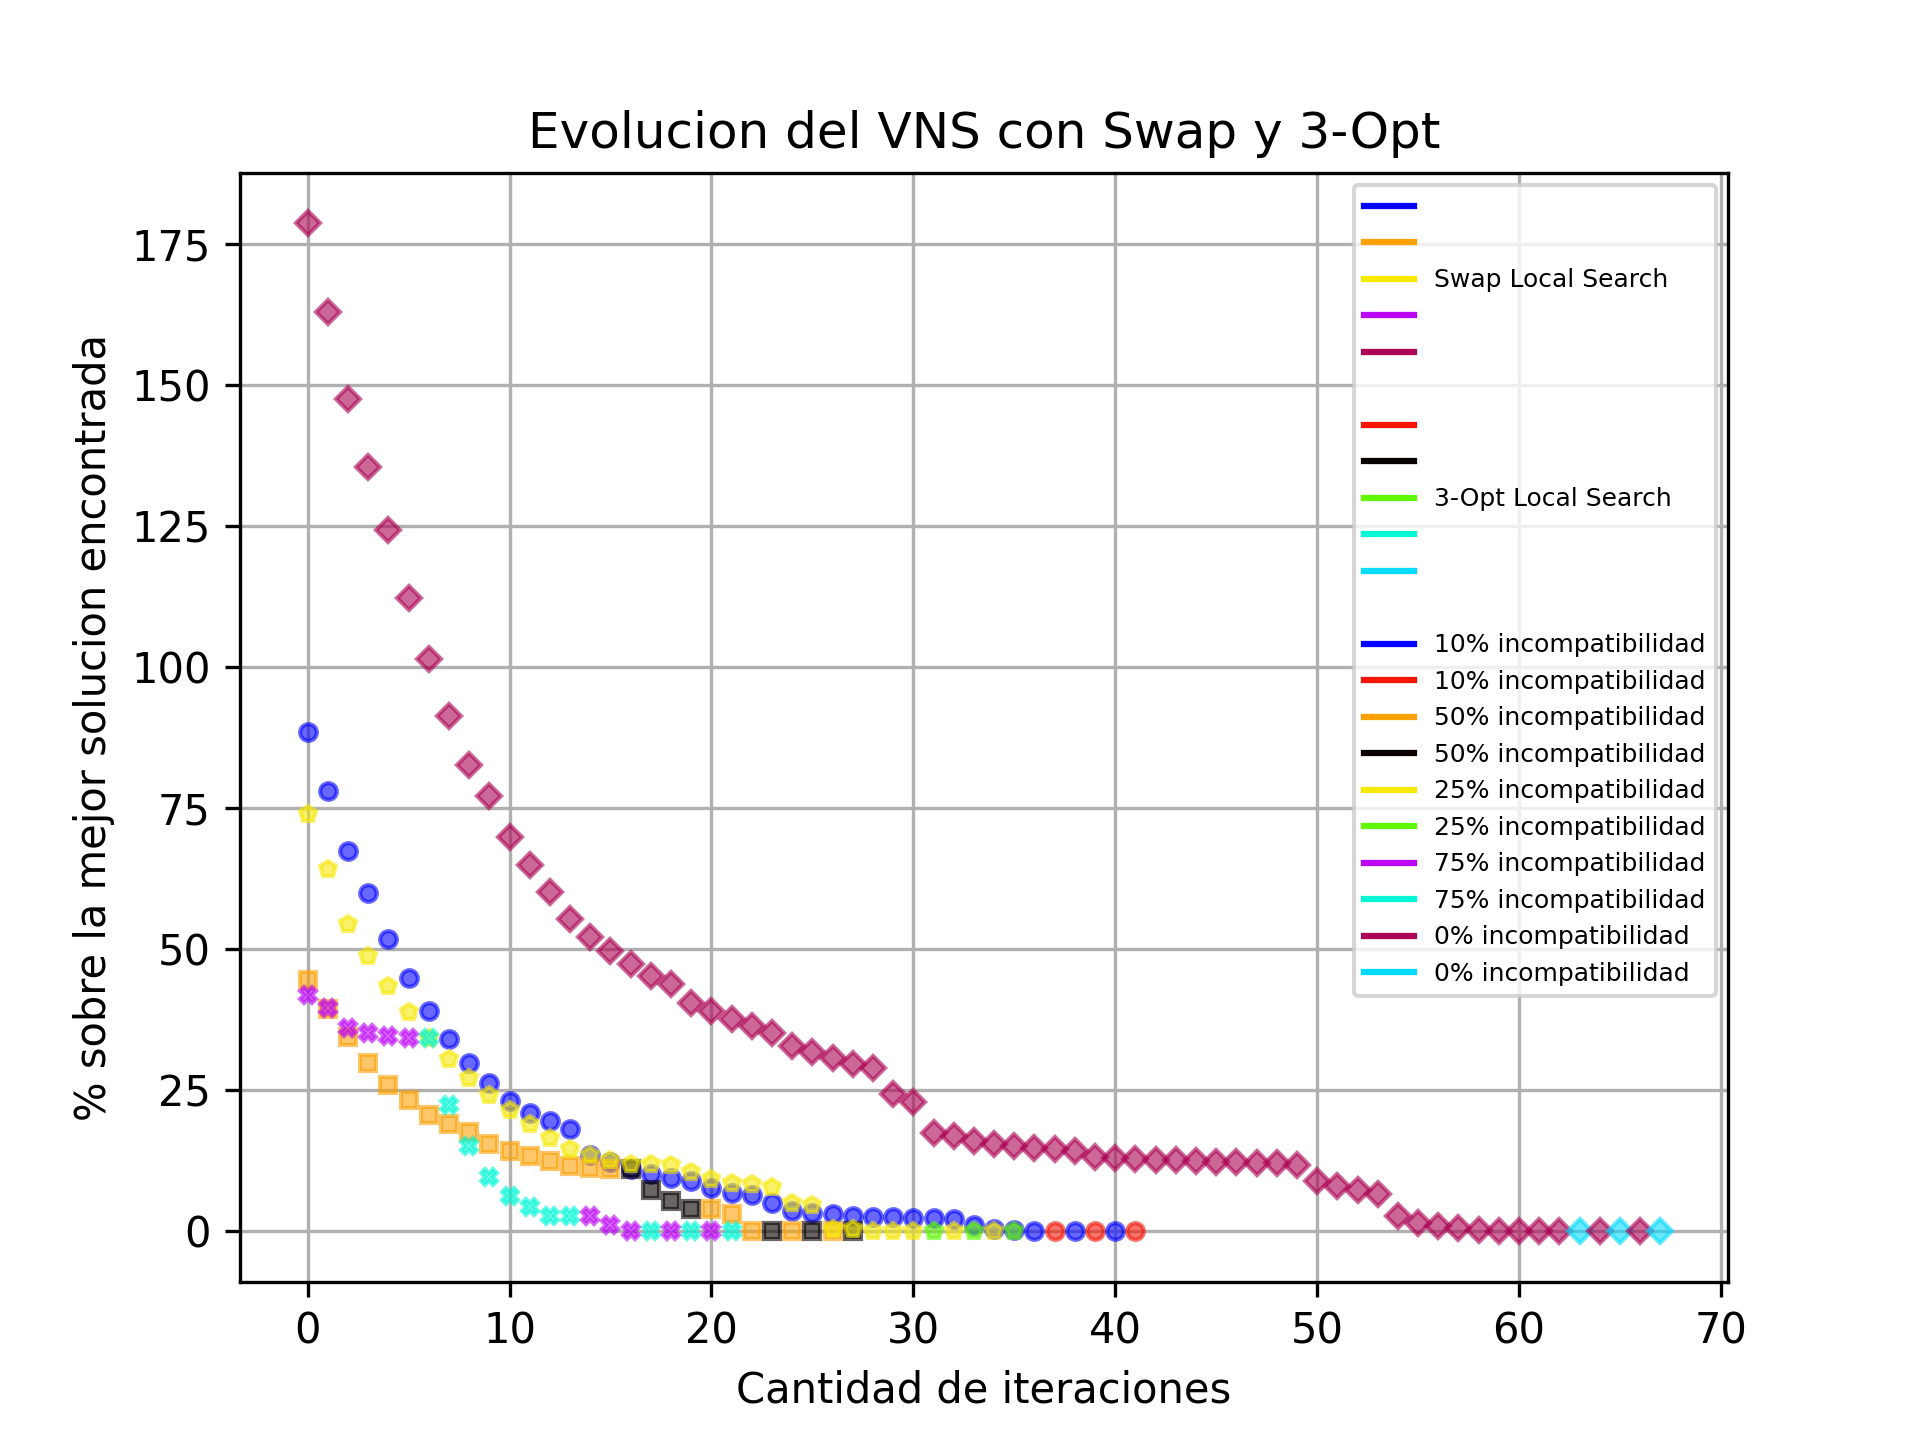 Evolucion del VNS con Swap y 3-Opt
% sobre la mejor solucion encontrada
175
150
125
100
75
50
25
0
Swap Local Search
3-Opt Local Search
10% incompatibilidad
10% incompatibilidad
50% incompatibilidad
50% incompatibilidad
25% incompatibilidad
25% incompatibilidad
75% incompatibilidad
75% incompatibilidad
0% incompatibilidad
0% incompatibilidad
0 10 20 30 40 50 60 70
Cantidad de iteraciones